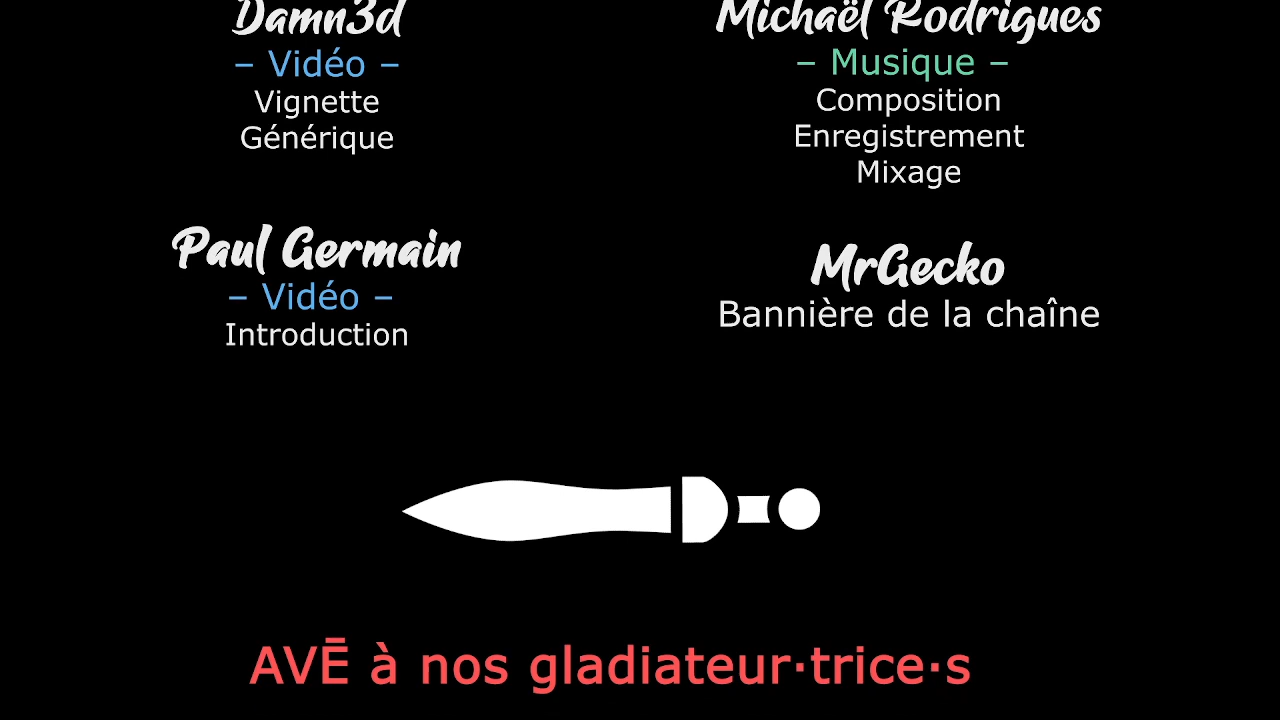 Damn3d
– Vidéo –
Vignette
Générique
Michaël Rodrigues
– Musique –
Composition
Enregistrement
Mixage
Paul Germain
– Vidéo –
Introduction
MrGecko
Bannière de la chaîne
AVĒ à nos gladiateur·trice·s